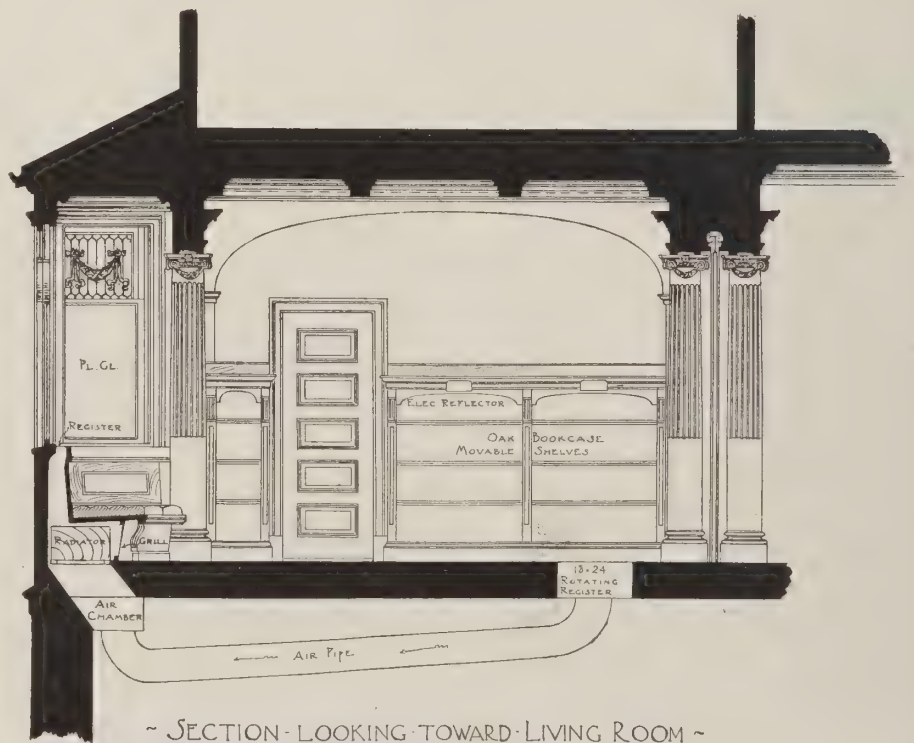 PL. GL.
REGISTER
ELEC REFLECTOR
OAK BOOKCASE
MOVABLE SHELVES
RADIATOR
GRILL
13·24
ROTATING
REGISTER
AIR
CHAMBER
AIR PIPE
~ SECTION · LOOKING · TOWARD · LIVING ROOM ~